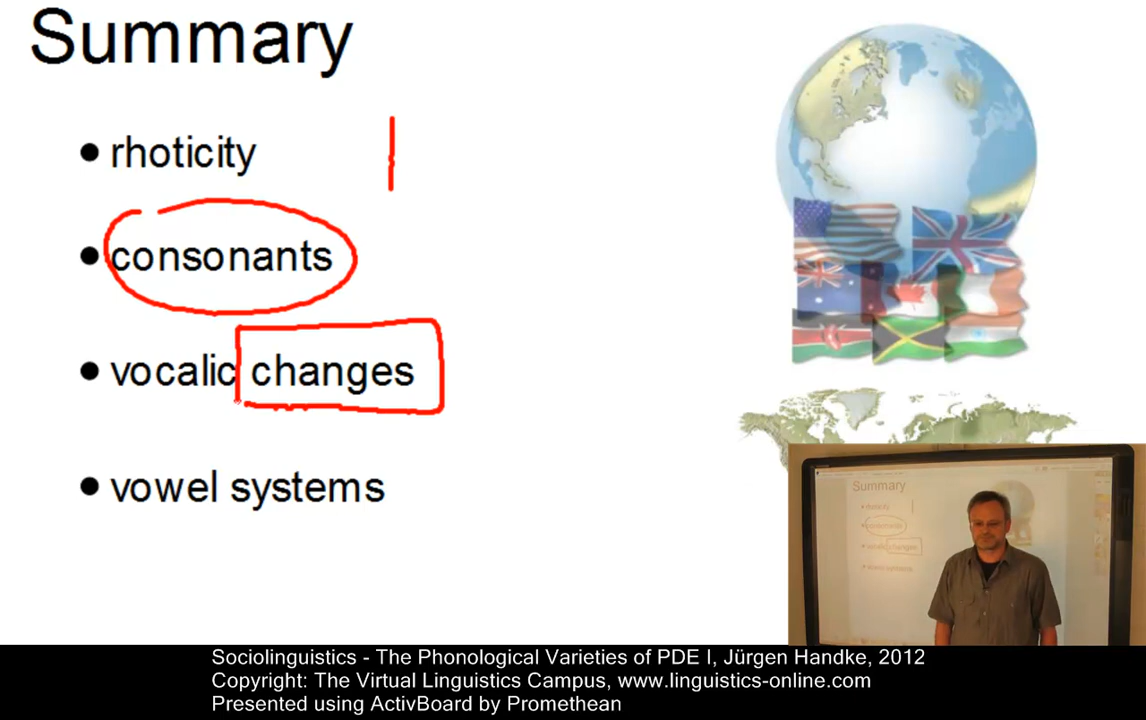 Summary
• rhoticity
• consonants
• vocalic changes
• vowel systems
Summary
Sociolinguistics - The Phonological Varieties of PDE I, Jürgen Handke, 2012
Copyright: The Virtual Linguistics Campus, www.linguistics-online.com
Presented using ActivBoard by Promethean